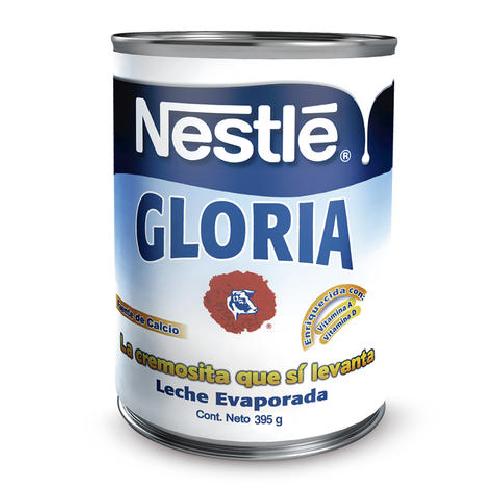 Nestlé®
GLORIA
®
Fuente de Calcio
Enriquecida con:
Vitamina A
Vitamina D
La cremosita que sí levanta
Leche Evaporada
Cont. Neto 395 g